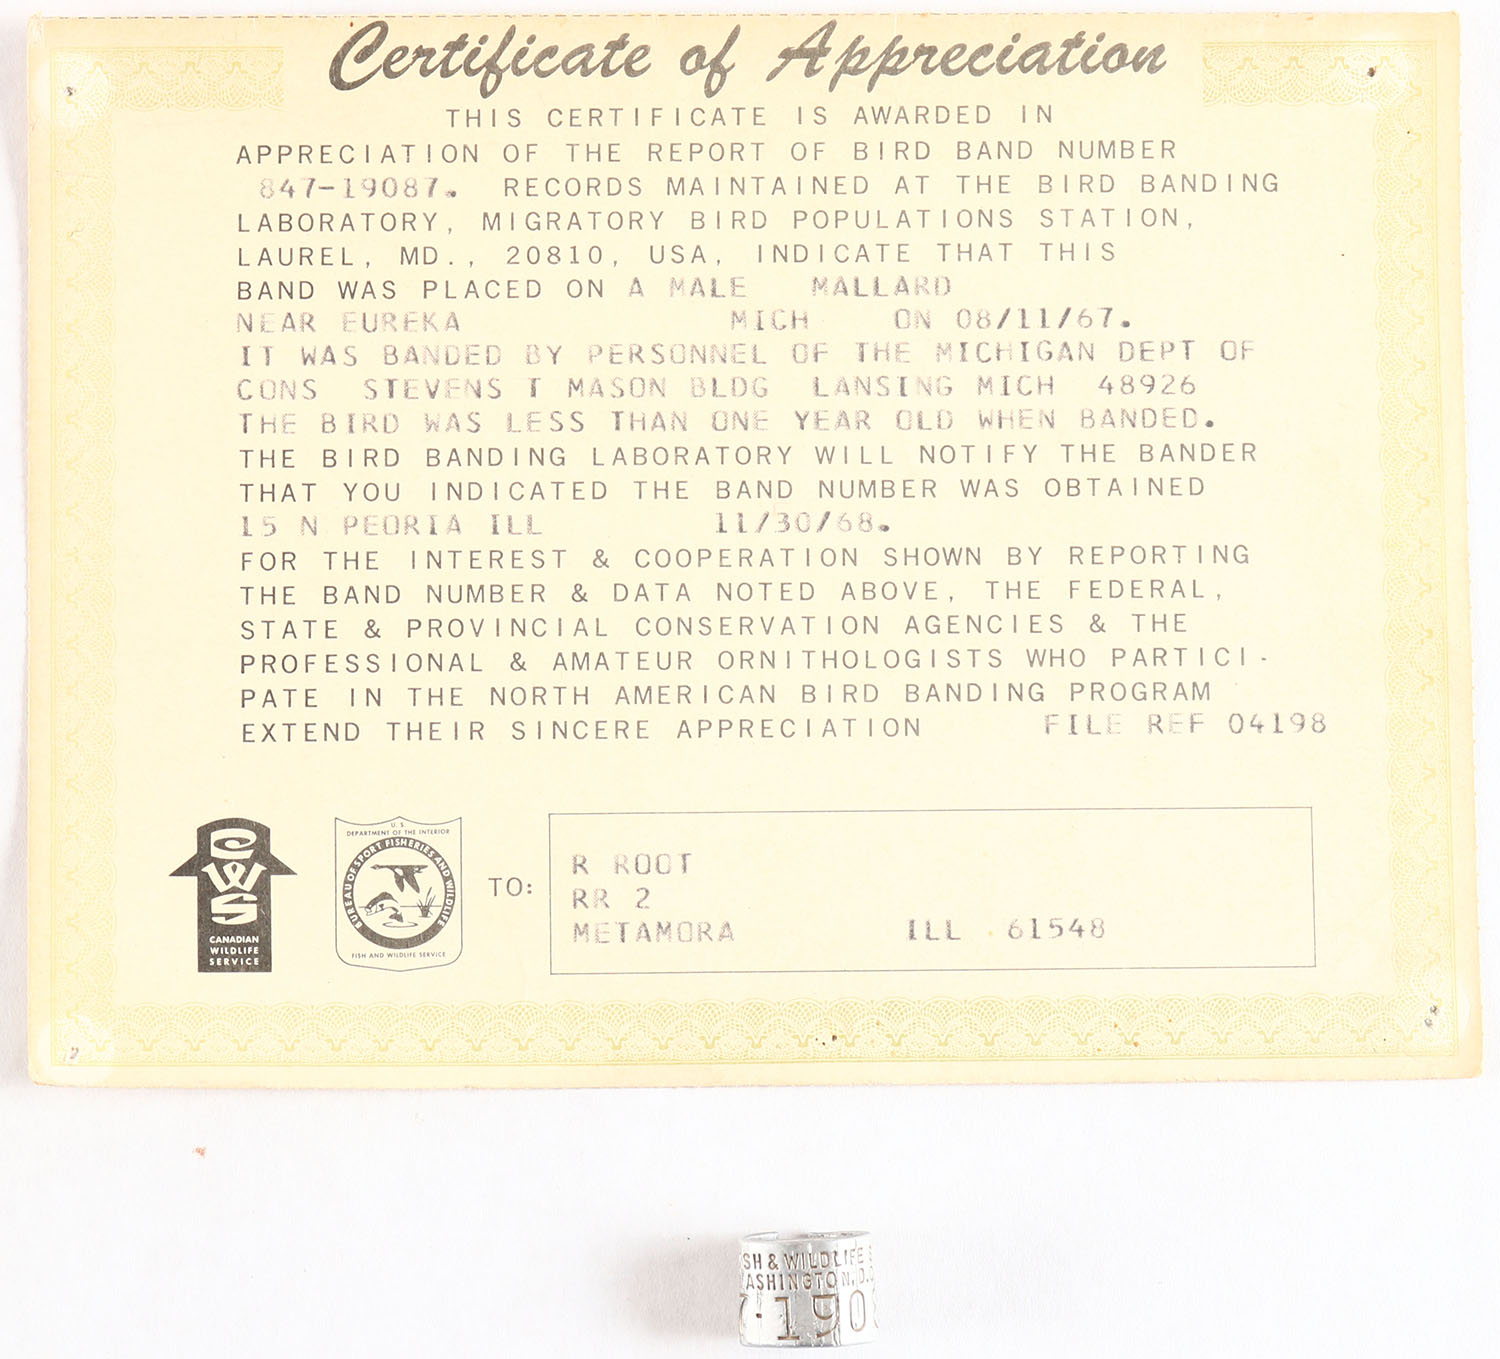 Certificate of Appreciation
THIS CERTIFICATE IS AWARDED IN
APPRECIATION OF THE REPORT OF BIRD BAND NUMBER
847-19087. RECORDS MAINTAINED AT THE BIRD BANDING
LABORATORY, MIGRATORY BIRD POPULATIONS STATION,
LAUREL, MD., 20810, USA, INDICATE THAT THIS
BAND WAS PLACED ON A MALE MALLARD
NEAR EUREKA MICH ON 08/11/67.
IT WAS BANDED BY PERSONNEL OF THE MICHIGAN DEPT OF
CONS STEVENS T MASON BLDG LANSING MICH 48926
THE BIRD WAS LESS THAN ONE YEAR OLD WHEN BANDED.
THE BIRD BANDING LABORATORY WILL NOTIFY THE BANDER
THAT YOU INDICATED THE BAND NUMBER WAS OBTAINED
15 N PEORIA ILL 11/30/68.
FOR THE INTEREST & COOPERATION SHOWN BY REPORTING
THE BAND NUMBER & DATA NOTED ABOVE, THE FEDERAL,
STATE & PROVINCIAL CONSERVATION AGENCIES & THE
PROFESSIONAL & AMATEUR ORNITHOLOGISTS WHO PARTICI-
PATE IN THE NORTH AMERICAN BIRD BANDING PROGRAM
EXTEND THEIR SINCERE APPRECIATION FILE REF 04198
CWS
CANADIAN
WILDLIFE
SERVICE
U.S.
DEPARTMENT OF THE INTERIOR
BUREAU OF SPORT FISHERIES AND WILDLIFE
FISH AND WILDLIFE SERVICE
TO:
R ROOT
RR 2
METAMORA ILL 61548
SH & WILDLIFE S
ASHINGTON, D.C
7-190